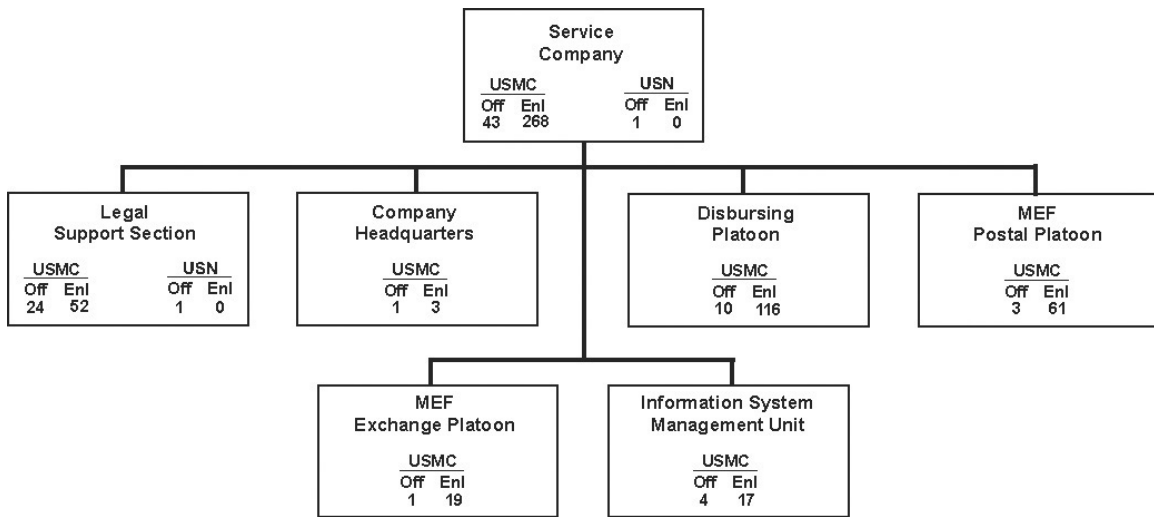 Service
Company
USMC USN
Off Enl Off Enl
43 268 1 0
Legal
Support Section
USMC USN
Off Enl Off Enl
24 52 1 0
Company
Headquarters
USMC
Off Enl
1 3
Disbursing
Platoon
USMC
Off Enl
10 116
MEF
Postal Platoon
USMC
Off Enl
3 61
MEF
Exchange Platoon
USMC
Off Enl
1 19
Information System
Management Unit
USMC
Off Enl
4 17